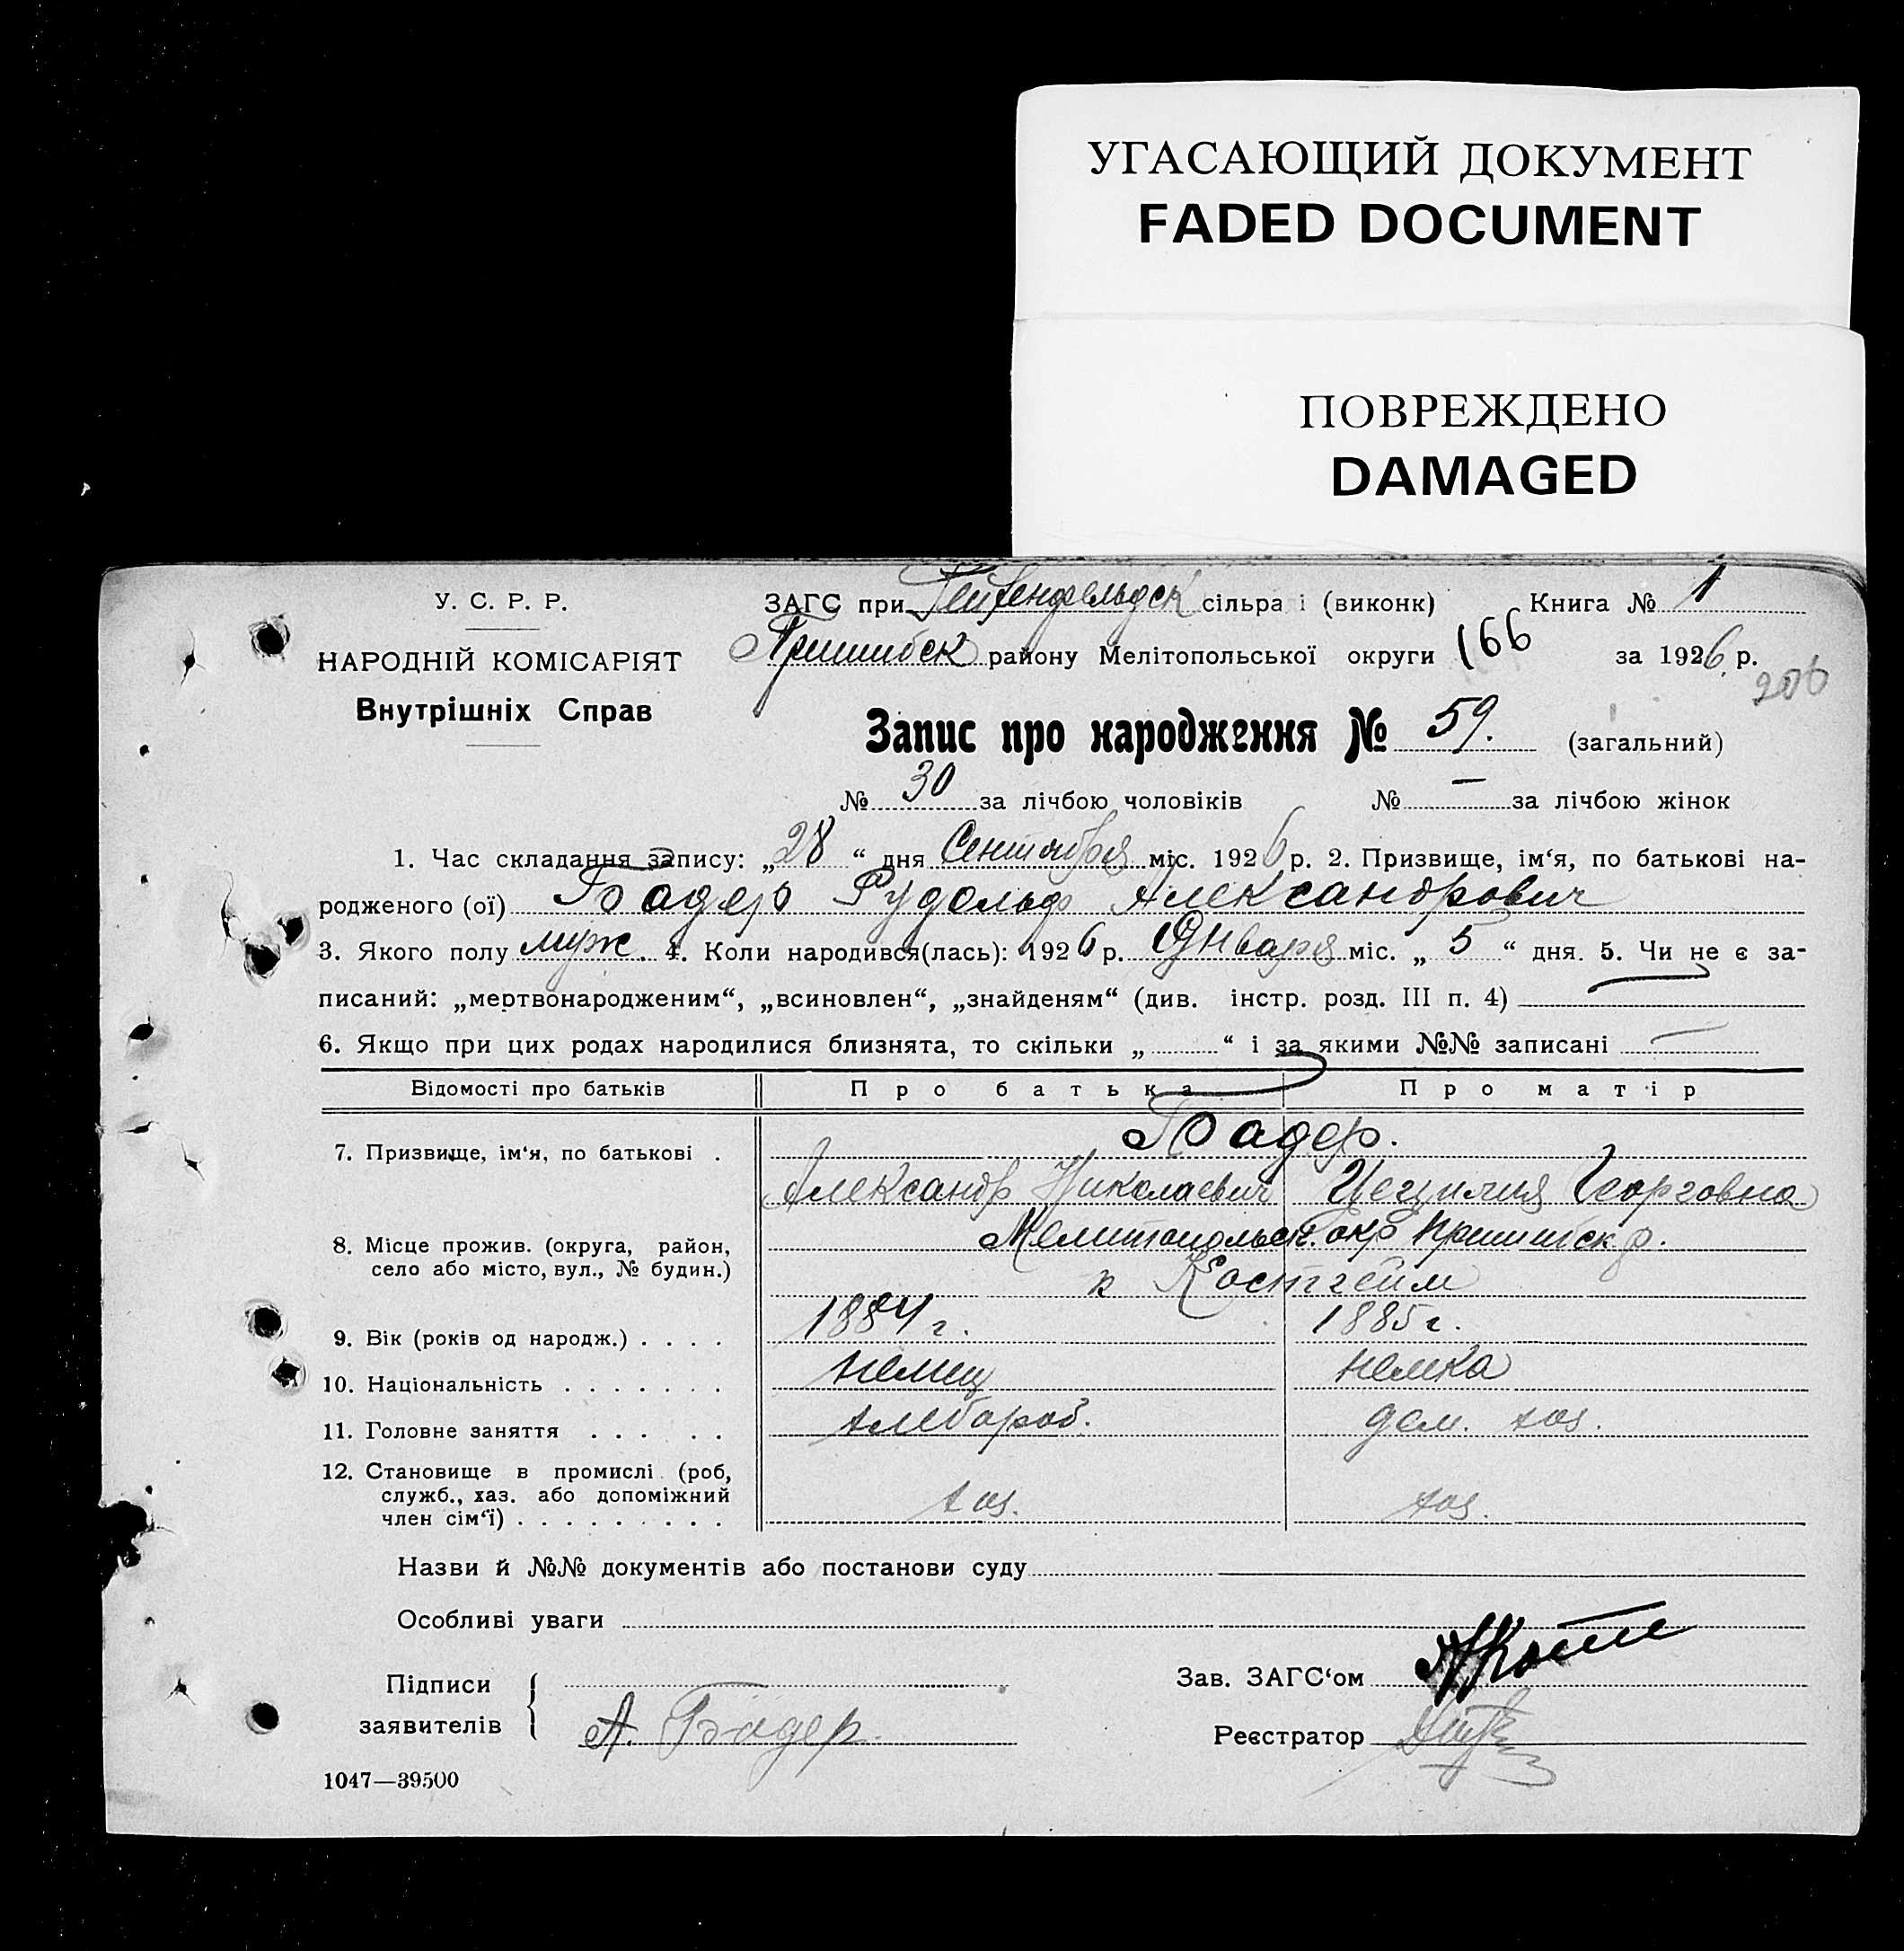 УГАСАЮЩИЙ ДОКУМЕНТ
FADED DOCUMENT
ПОВРЕЖДЕНО
DAMAGED
У. С. Р. Р.
НАРОДНІЙ КОМІСАРІЯТ
Внутрішніх Справ
ЗАГС при Гейденфельдск сільра і (виконк) Книга № 1
Пришибск району Мелітопольської округи 166 за 1926 р.
206
Запис про народження № 59. (загальний)
№ 30 за лічбою чоловіків № — за лічбою жінок
1. Час складання запису: „28“ дня Сентября міс. 1926 р. 2. Призвище, ім‘я, по батькові на-
родженого (ої) Бадер Рудольф Александрович
3. Якого полу муж. 4. Коли народився(лась): 1926 р. Января міс. „5“ дня. 5. Чи не є за-
писаний: „мертвонародженим“, „всиновлен“, „знайденям“ (див. інстр. розд. III п. 4) —
6. Якщо при цих родах народилися близнята, то скільки „ “ і за якими №№ записані —
Відомості про батьків Про батька Про матір
7. Призвище, ім‘я, по батькові . Бадер.
Александр Николаевич Цецилия Георговна
8. Місце прожив. (округа, район, село або місто, вул., № будин.) Мелитопольск. окр Пришибск. р.
к Костгейм
9. Вік (років од народж.) . . . . 1884 г. 1885 г.
10. Національність . . . . . . . немец немка
11. Головне заняття . . . . . хлебороб. дом. хоз.
12. Становище в промислі (роб,
служб., хаз. або допоміжний
член сім‘ї) . . . . . . . . . хоз. хоз.
Назви й №№ документів або постанови суду
Особливі уваги
Підписи
заявителів
А. Бадер.
Зав. ЗАГС‘ом
Реєстратор
1047—39500